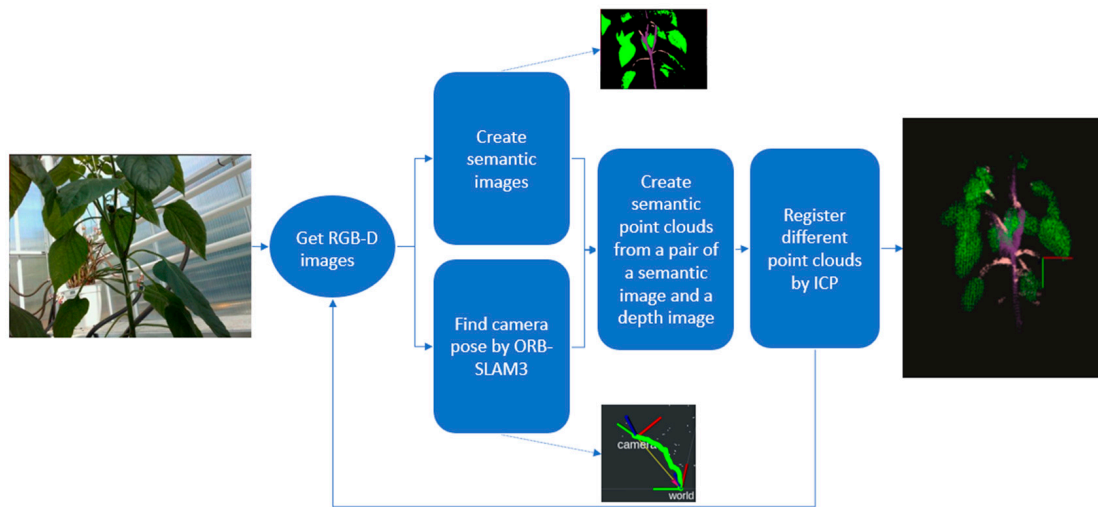 Get RGB-D
images
Create
semantic
images
Find camera
pose by ORB-
SLAM3
Create
semantic
point clouds
from a pair of
a semantic
image and a
depth image
Register
different
point clouds
by ICP
camera
world